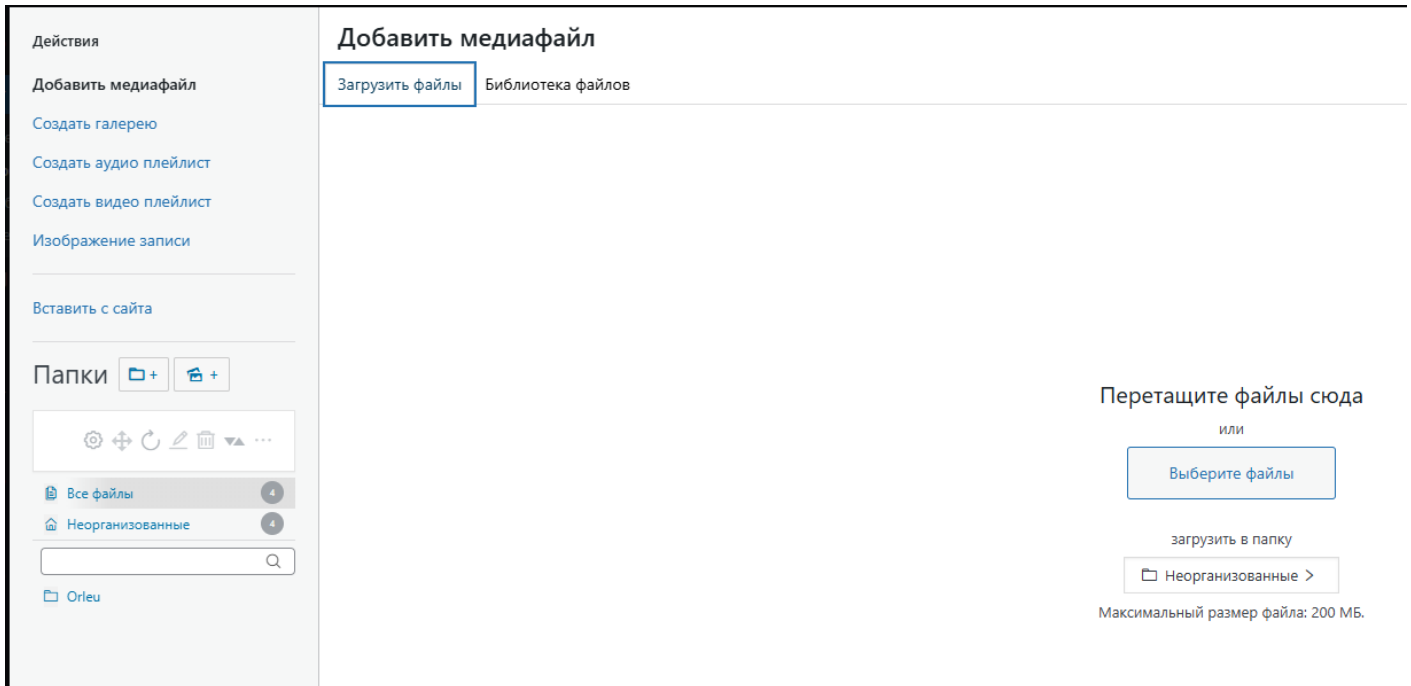 Действия
Добавить медиафайл
Создать галерею
Создать аудио плейлист
Создать видео плейлист
Изображение записи
Вставить с сайта
Папки
Все файлы 4
Неорганизованные 4
Orleu
Добавить медиафайл
Загрузить файлы Библиотека файлов
Перетащите файлы сюда
или
Выберите файлы
загрузить в папку
Неорганизованные
Максимальный размер файла: 200 МБ.